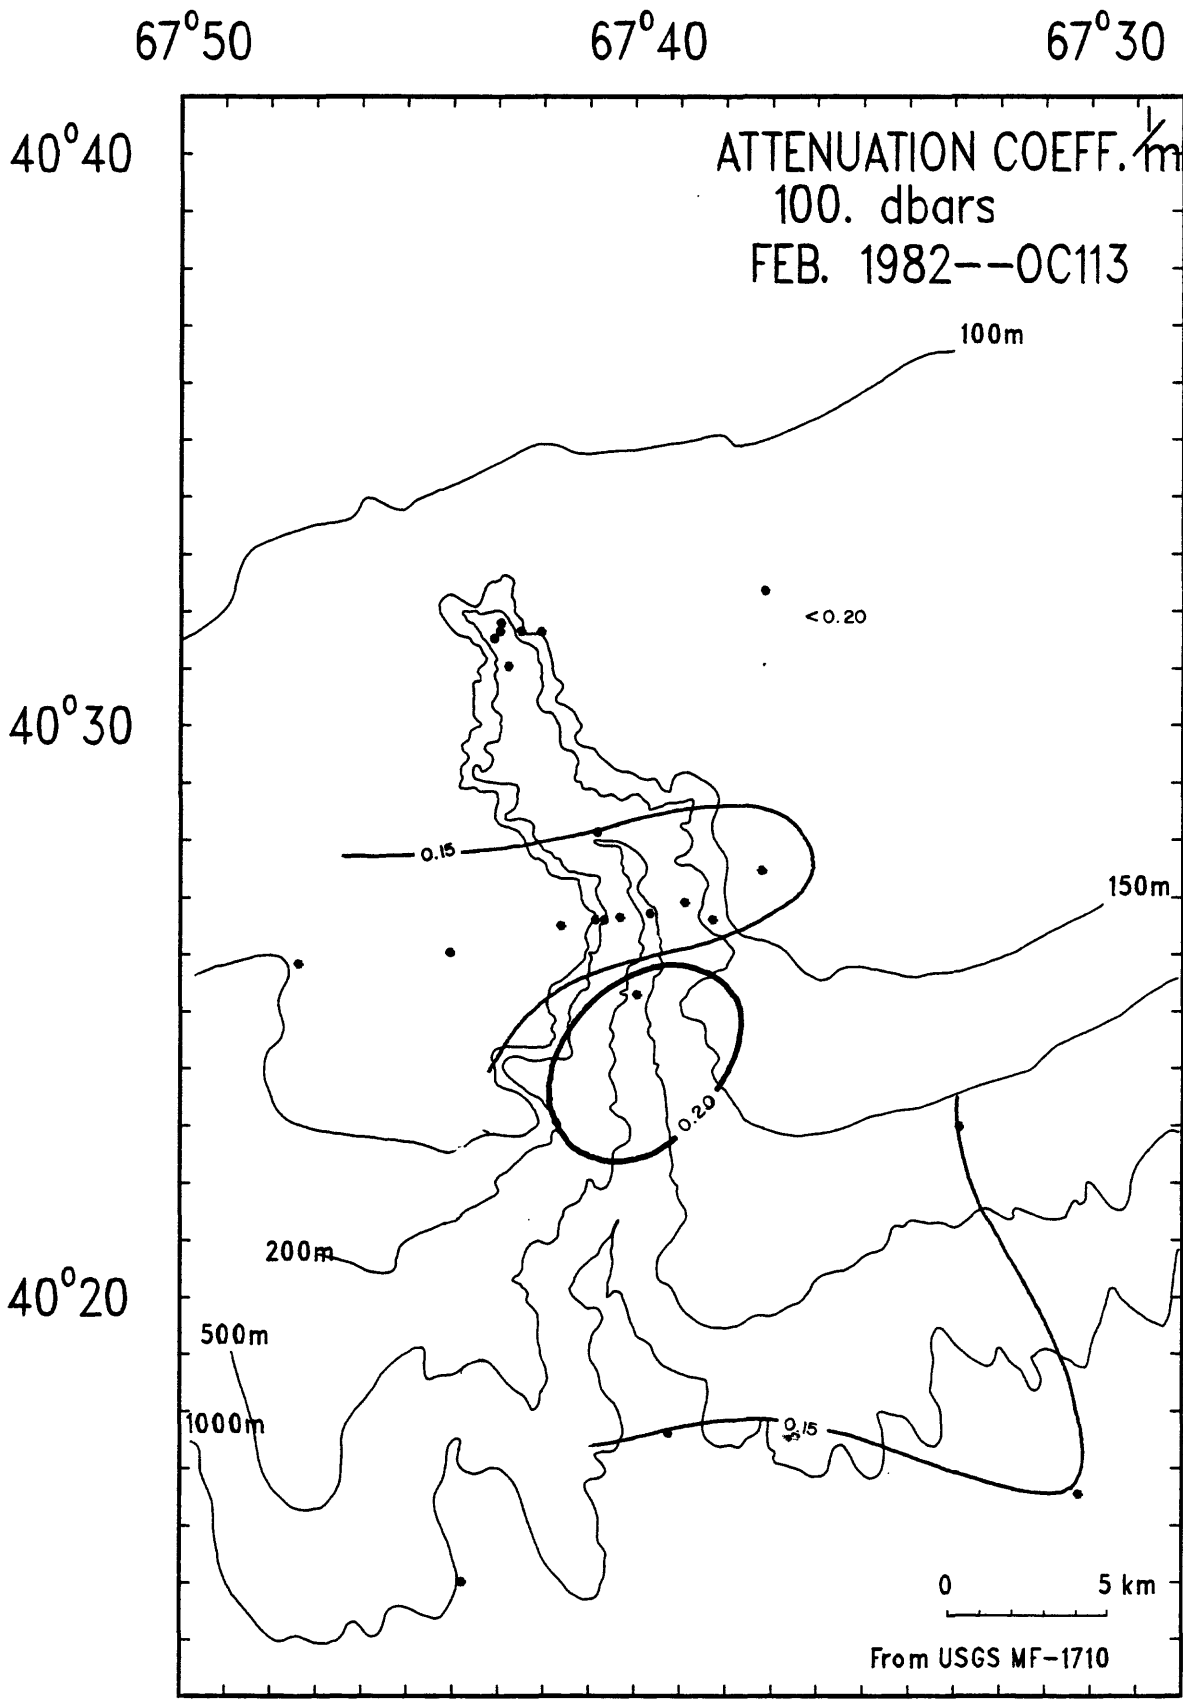 67°50 67°40 67°30
40°40
ATTENUATION COEFF. 1/m
100. dbars
FEB. 1982--OC113
100m
<0.20
40°30
0.15
150m
0.20
200m
40°20
500m
1000m
0.15
0 5 km
From USGS MF-1710